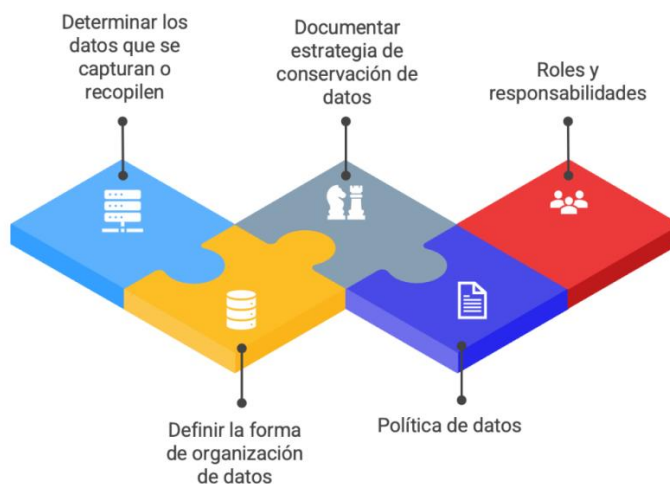 Determinar los
datos que se
capturan o
recopilen
Documentar
estrategia de
conservación de
datos
Roles y
responsabilidades
Definir la forma
de organización
de datos
Política de datos